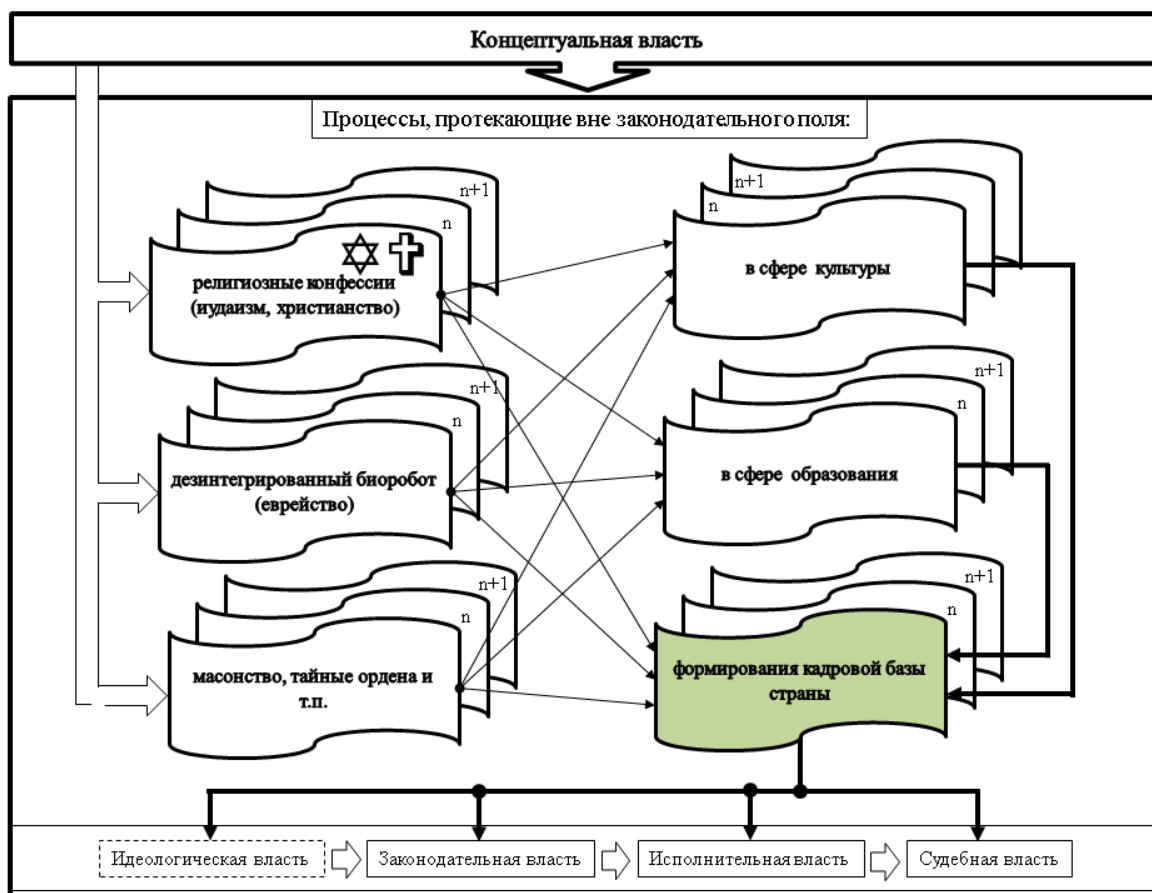 Концептуальная власть
Процессы, протекающие вне законодательного поля:
n+1
n
религиозные конфессии
(иудаизм, христианство)
n+1
n
в сфере культуры
n+1
n
дезинтегрированный биоробот
(еврейство)
n+1
n
в сфере образования
n+1
n
масонство, тайные ордена и
т.п.
n+1
n
формирования кадровой базы
страны
Идеологическая власть
Законодательная власть
Исполнительная власть
Судебная власть